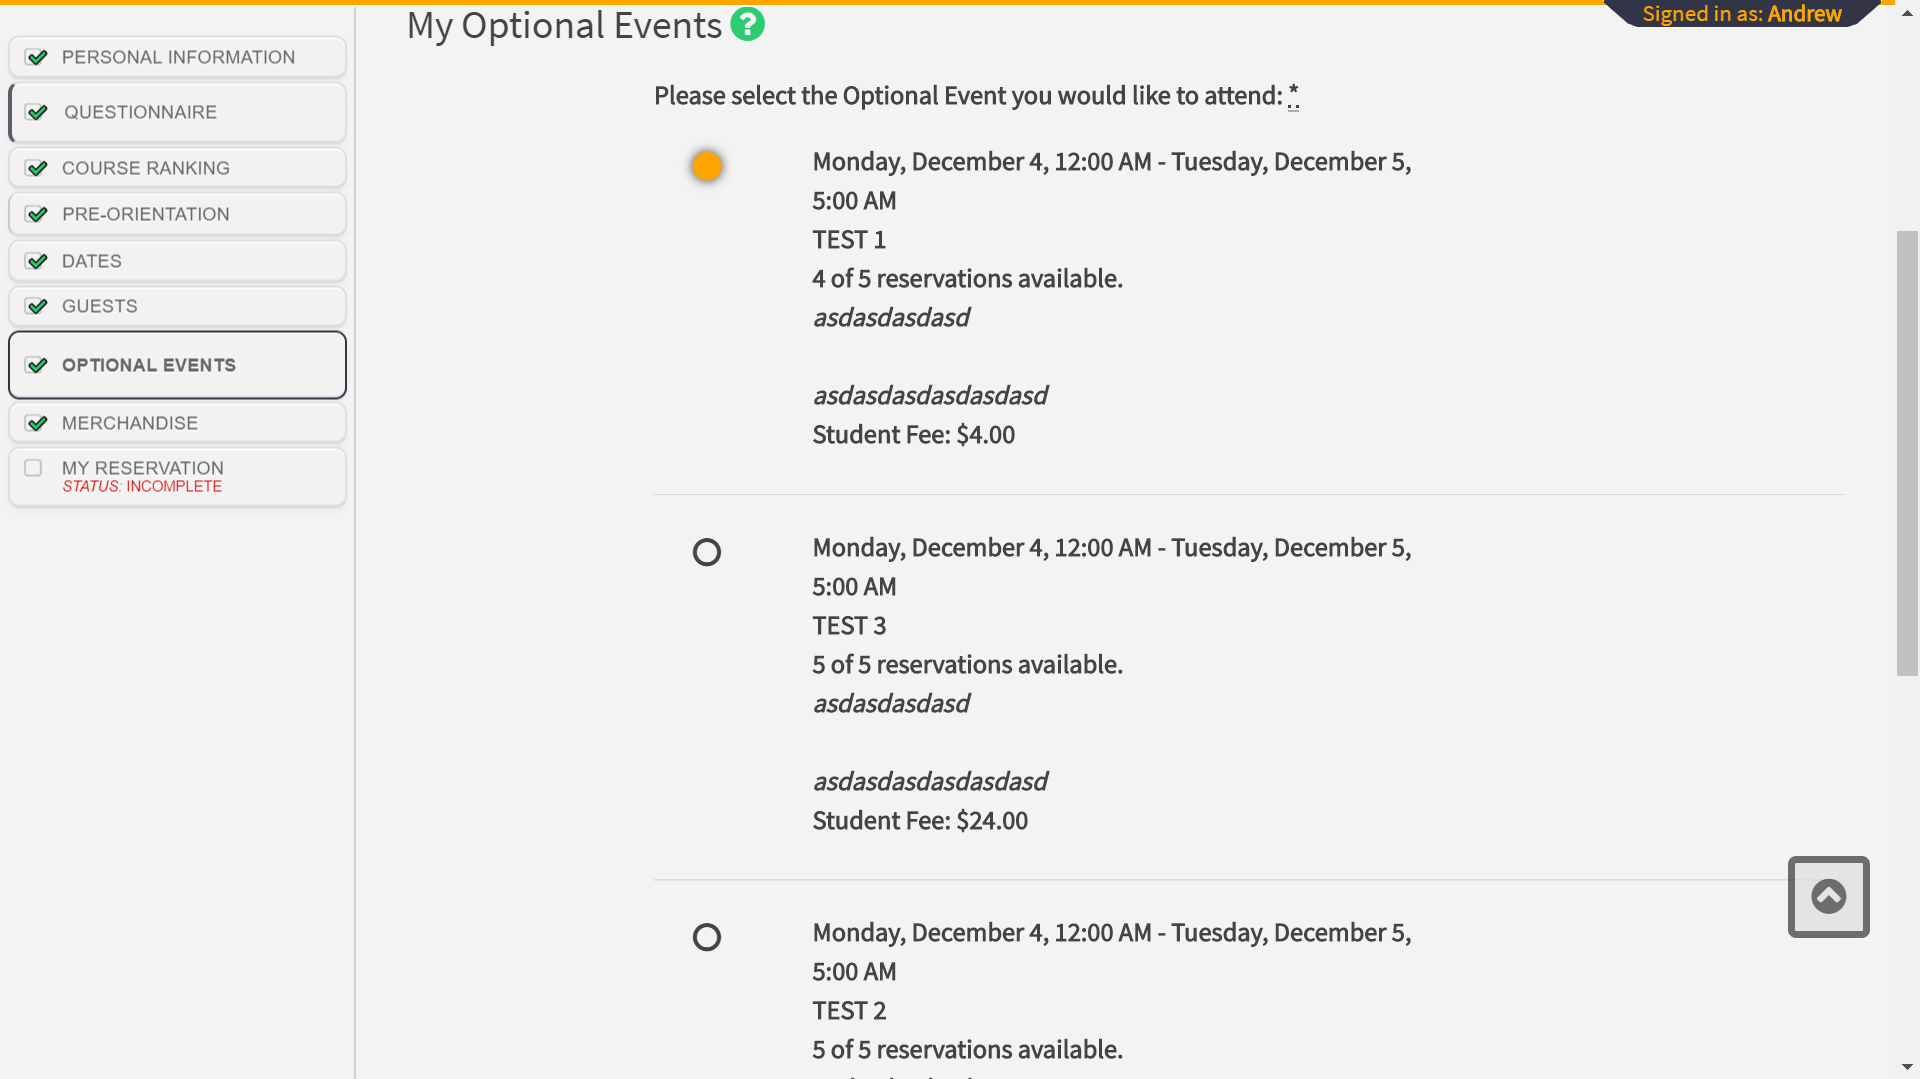 Signed in as: Andrew
My Optional Events ?
PERSONAL INFORMATION
QUESTIONNAIRE
COURSE RANKING
PRE-ORIENTATION
DATES
GUESTS
OPTIONAL EVENTS
MERCHANDISE
MY RESERVATION
STATUS: INCOMPLETE
Please select the Optional Event you would like to attend: *
Monday, December 4, 12:00 AM - Tuesday, December 5,
5:00 AM
TEST 1
4 of 5 reservations available.
asdasdasdasd
asdasdasdasdasdasd
Student Fee: $4.00
Monday, December 4, 12:00 AM - Tuesday, December 5,
5:00 AM
TEST 3
5 of 5 reservations available.
asdasdasdasd
asdasdasdasdasdasd
Student Fee: $24.00
Monday, December 4, 12:00 AM - Tuesday, December 5,
5:00 AM
TEST 2
5 of 5 reservations available.